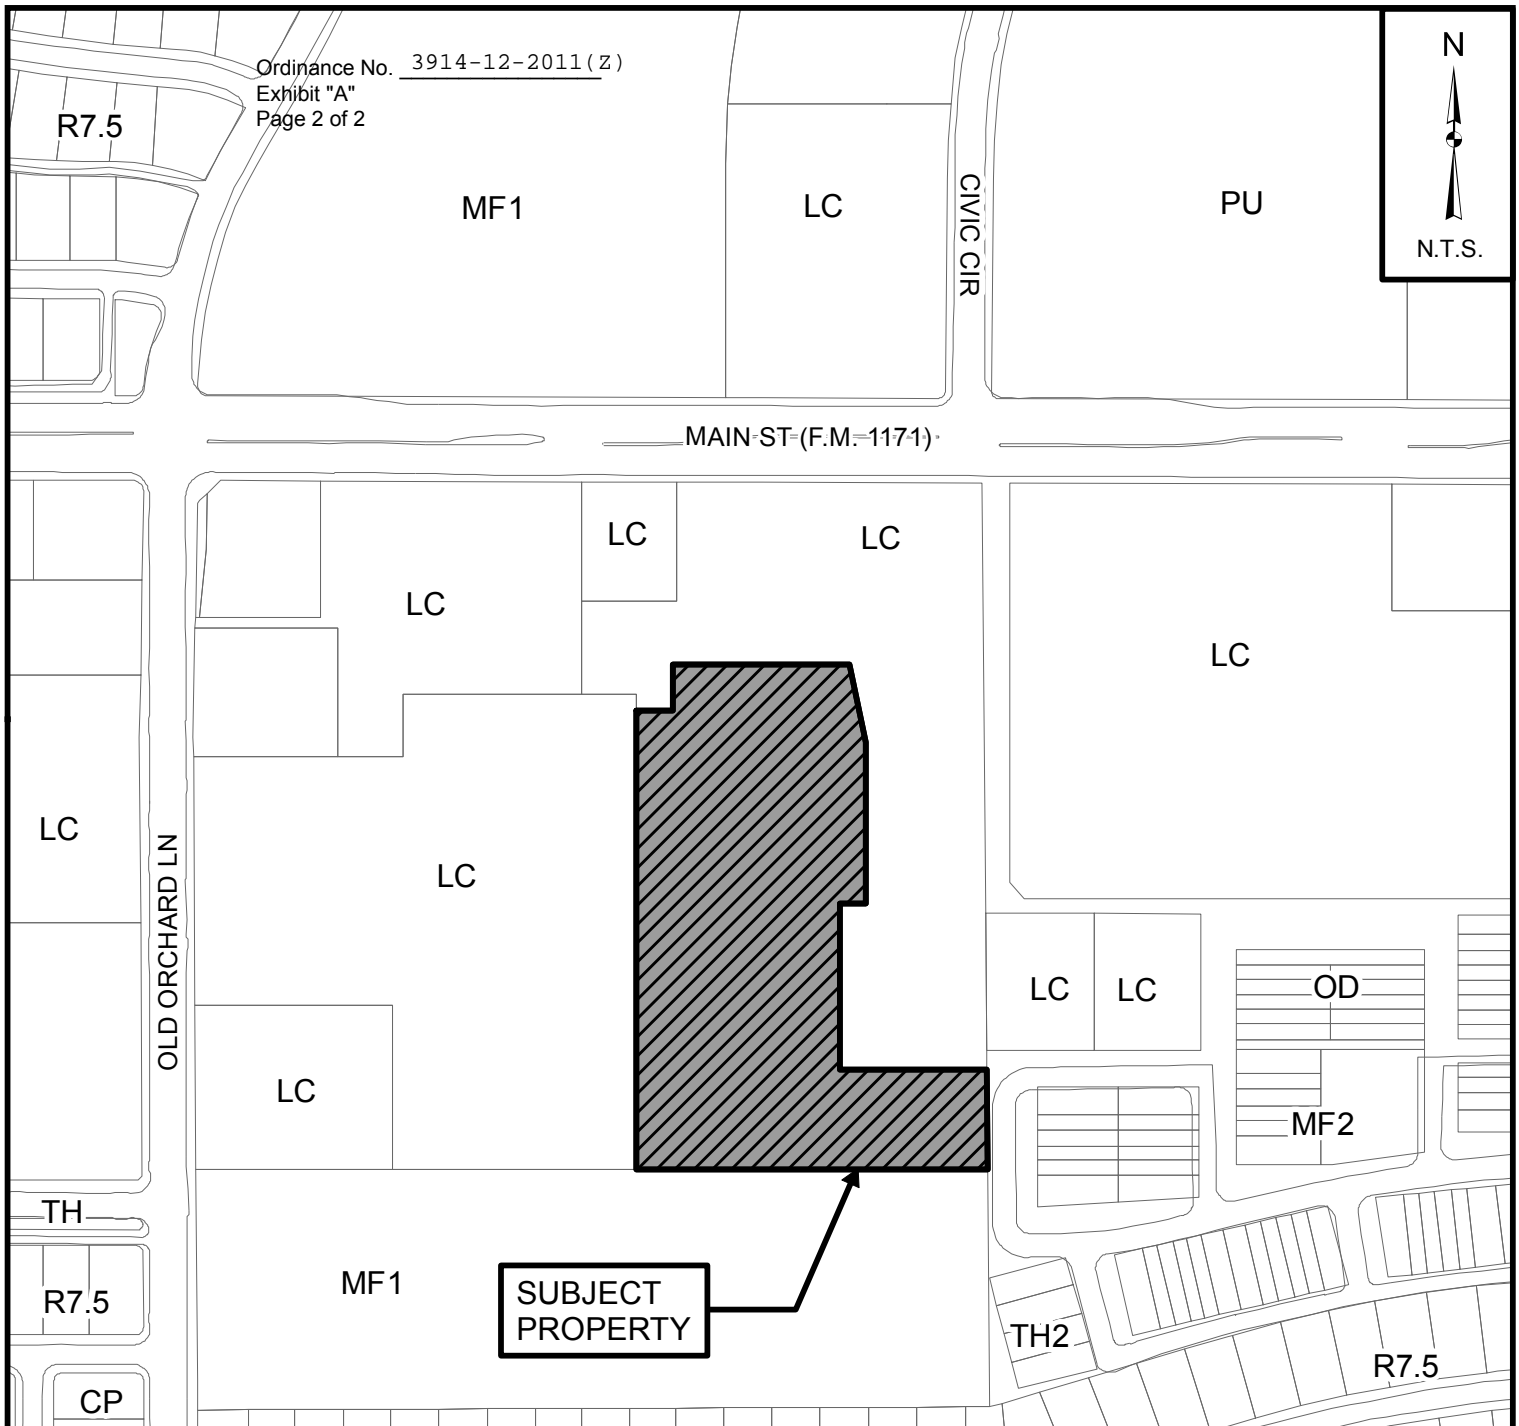 Ordinance No. 3914-12-2011(Z)
Exhibit "A"
Page 2 of 2
N
N.T.S.
R7.5
MF1
LC
CIVIC CIR
PU
MAIN ST (F.M. 1171)
LC
LC
LC
LC
LC
LC
OLD ORCHARD LN
LC
LC
LC
OD
MF2
TH
R7.5
MF1
SUBJECT
PROPERTY
TH2
R7.5
CP